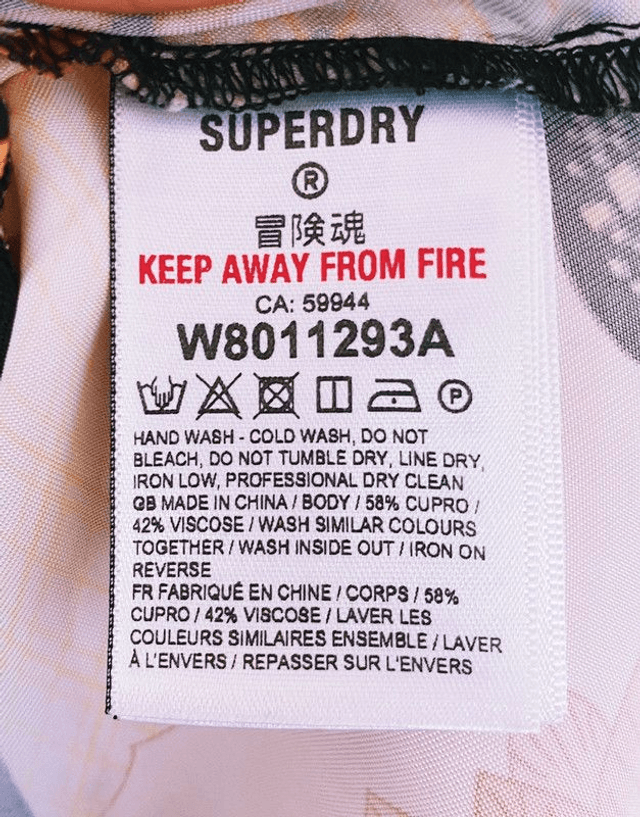 SUPERDRY
®
冒険魂
KEEP AWAY FROM FIRE
CA: 59944
W8011293A
P
HAND WASH - COLD WASH, DO NOT
BLEACH, DO NOT TUMBLE DRY, LINE DRY,
IRON LOW, PROFESSIONAL DRY CLEAN
GB MADE IN CHINA / BODY / 58% CUPRO /
42% VISCOSE / WASH SIMILAR COLOURS
TOGETHER / WASH INSIDE OUT / IRON ON
REVERSE
FR FABRIQUÉ EN CHINE / CORPS / 58%
CUPRO / 42% VISCOSE / LAVER LES
COULEURS SIMILAIRES ENSEMBLE / LAVER
À L'ENVERS / REPASSER SUR L'ENVERS